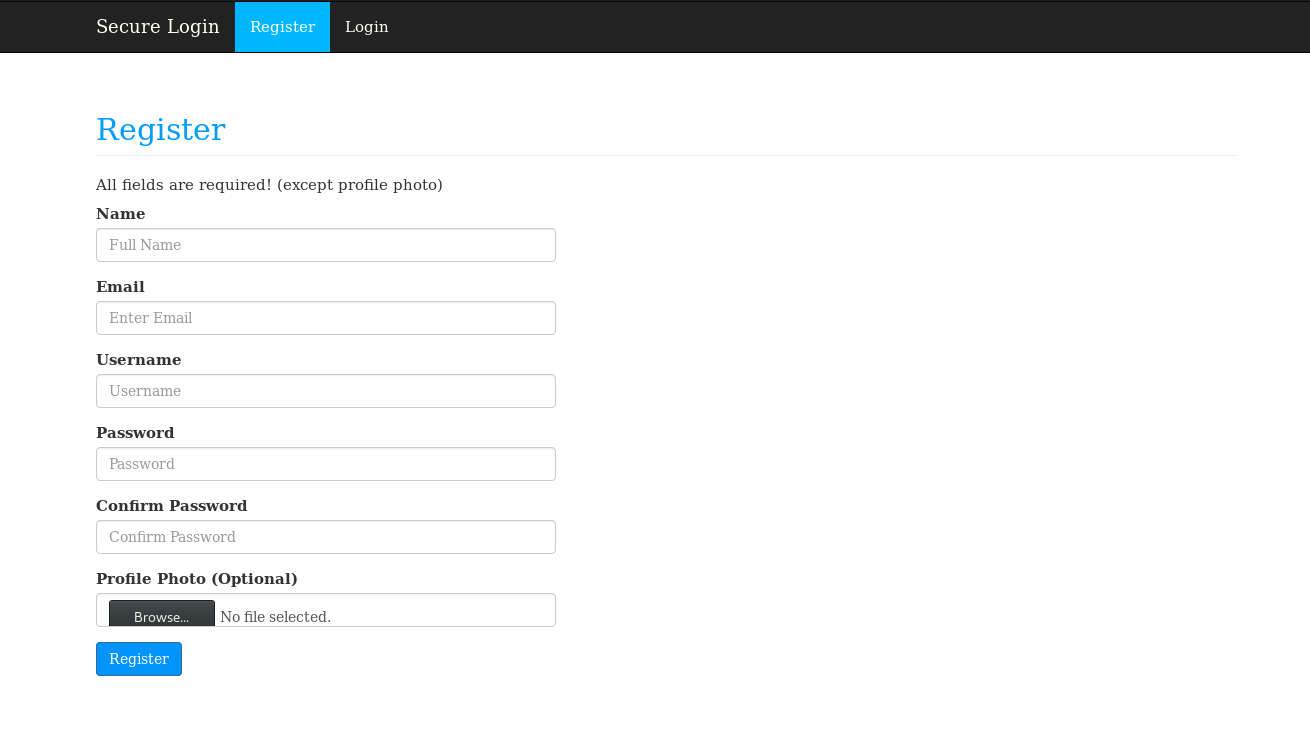 Secure Login Register Login
Register
All fields are required! (except profile photo)
Name
Full Name
Email
Enter Email
Username
Username
Password
Password
Confirm Password
Confirm Password
Profile Photo (Optional)
Browse... No file selected.
Register